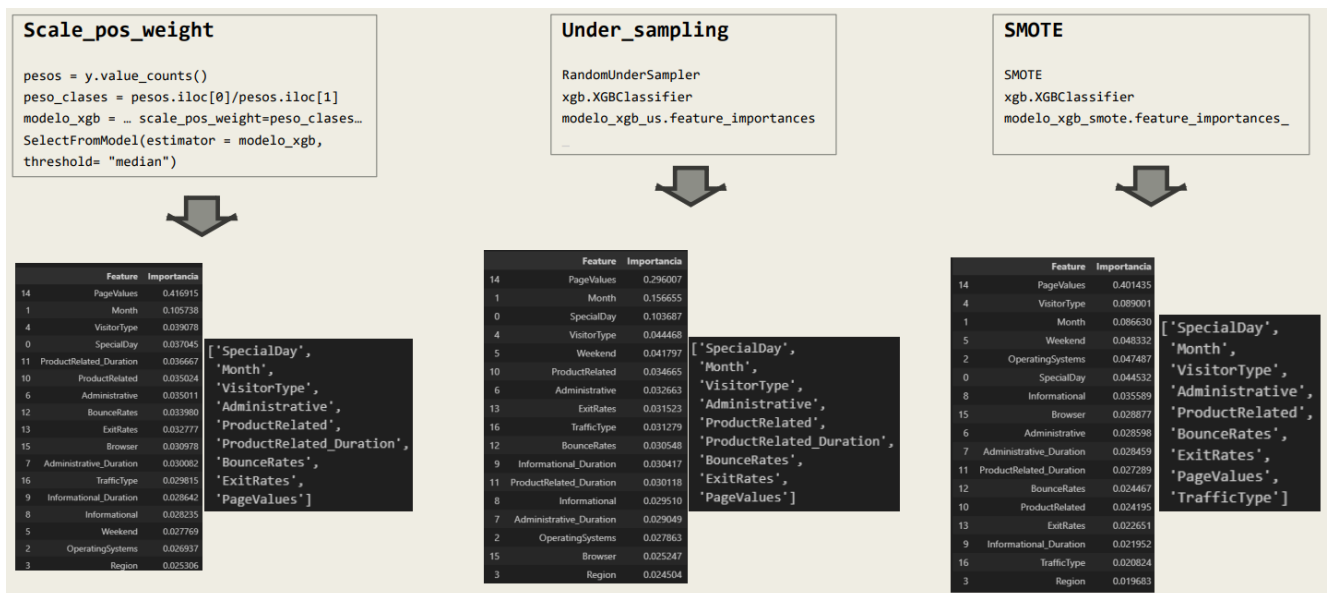 Scale_pos_weight
pesos = y.value_counts()
peso_clases = pesos.iloc[0]/pesos.iloc[1]
modelo_xgb = … scale_pos_weight=peso_clases…
SelectFromModel(estimator = modelo_xgb,
threshold= "median")
Feature Importancia
14 PageValues 0.416915
1 Month 0.105738
4 VisitorType 0.039078
0 SpecialDay 0.037045
11 ProductRelated_Duration 0.036667
10 ProductRelated 0.035024
6 Administrative 0.035011
12 BounceRates 0.033980
13 ExitRates 0.032777
15 Browser 0.030978
7 Administrative_Duration 0.030082
16 TrafficType 0.029815
9 Informational_Duration 0.028642
8 Informational 0.028235
5 Weekend 0.027769
2 OperatingSystems 0.026937
3 Region 0.025306
['SpecialDay',
'Month',
'VisitorType',
'Administrative',
'ProductRelated',
'ProductRelated_Duration',
'BounceRates',
'ExitRates',
'PageValues']
Under_sampling
RandomUnderSampler
xgb.XGBClassifier
modelo_xgb_us.feature_importances
_
Feature Importancia
14 PageValues 0.296007
1 Month 0.156655
0 SpecialDay 0.103687
4 VisitorType 0.044468
5 Weekend 0.041797
10 ProductRelated 0.034665
6 Administrative 0.032663
13 ExitRates 0.031523
16 TrafficType 0.031279
12 BounceRates 0.030548
9 Informational_Duration 0.030417
11 ProductRelated_Duration 0.030118
8 Informational 0.029510
7 Administrative_Duration 0.029049
2 OperatingSystems 0.027863
15 Browser 0.025247
3 Region 0.024504
['SpecialDay',
'Month',
'VisitorType',
'Administrative',
'ProductRelated',
'ProductRelated_Duration',
'BounceRates',
'ExitRates',
'PageValues']
SMOTE
SMOTE
xgb.XGBClassifier
modelo_xgb_smote.feature_importances_
Feature Importancia
14 PageValues 0.401435
4 VisitorType 0.089001
1 Month 0.086630
5 Weekend 0.048332
2 OperatingSystems 0.047487
0 SpecialDay 0.044532
8 Informational 0.035589
15 Browser 0.028877
6 Administrative 0.028598
7 Administrative_Duration 0.028459
11 ProductRelated_Duration 0.027289
12 BounceRates 0.024467
10 ProductRelated 0.024195
13 ExitRates 0.022651
9 Informational_Duration 0.021952
16 TrafficType 0.020824
3 Region 0.019683
['SpecialDay',
'Month',
'VisitorType',
'Administrative',
'ProductRelated',
'BounceRates',
'ExitRates',
'PageValues',
'TrafficType']